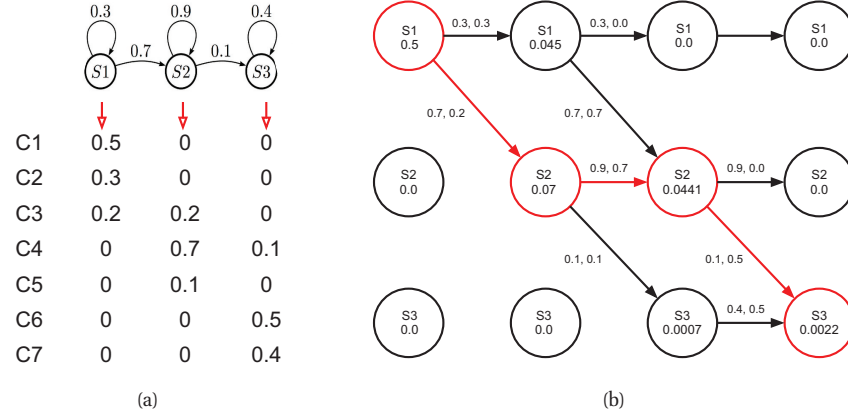 0.3 0.9 0.4
0.7 0.1
S1 S2 S3
C1 0.5 0 0
C2 0.3 0 0
C3 0.2 0.2 0
C4 0 0.7 0.1
C5 0 0.1 0
C6 0 0 0.5
C7 0 0 0.4
(a)
S1 0.3, 0.3 S1 0.3, 0.0 S1 S1
0.5 0.045 0.0 0.0
0.7, 0.2 0.7, 0.7
S2 S2 0.9, 0.7 S2 0.9, 0.0 S2
0.0 0.07 0.0441 0.0
0.1, 0.1 0.1, 0.5
S3 S3 S3 0.4, 0.5 S3
0.0 0.0 0.0007 0.0022
(b)